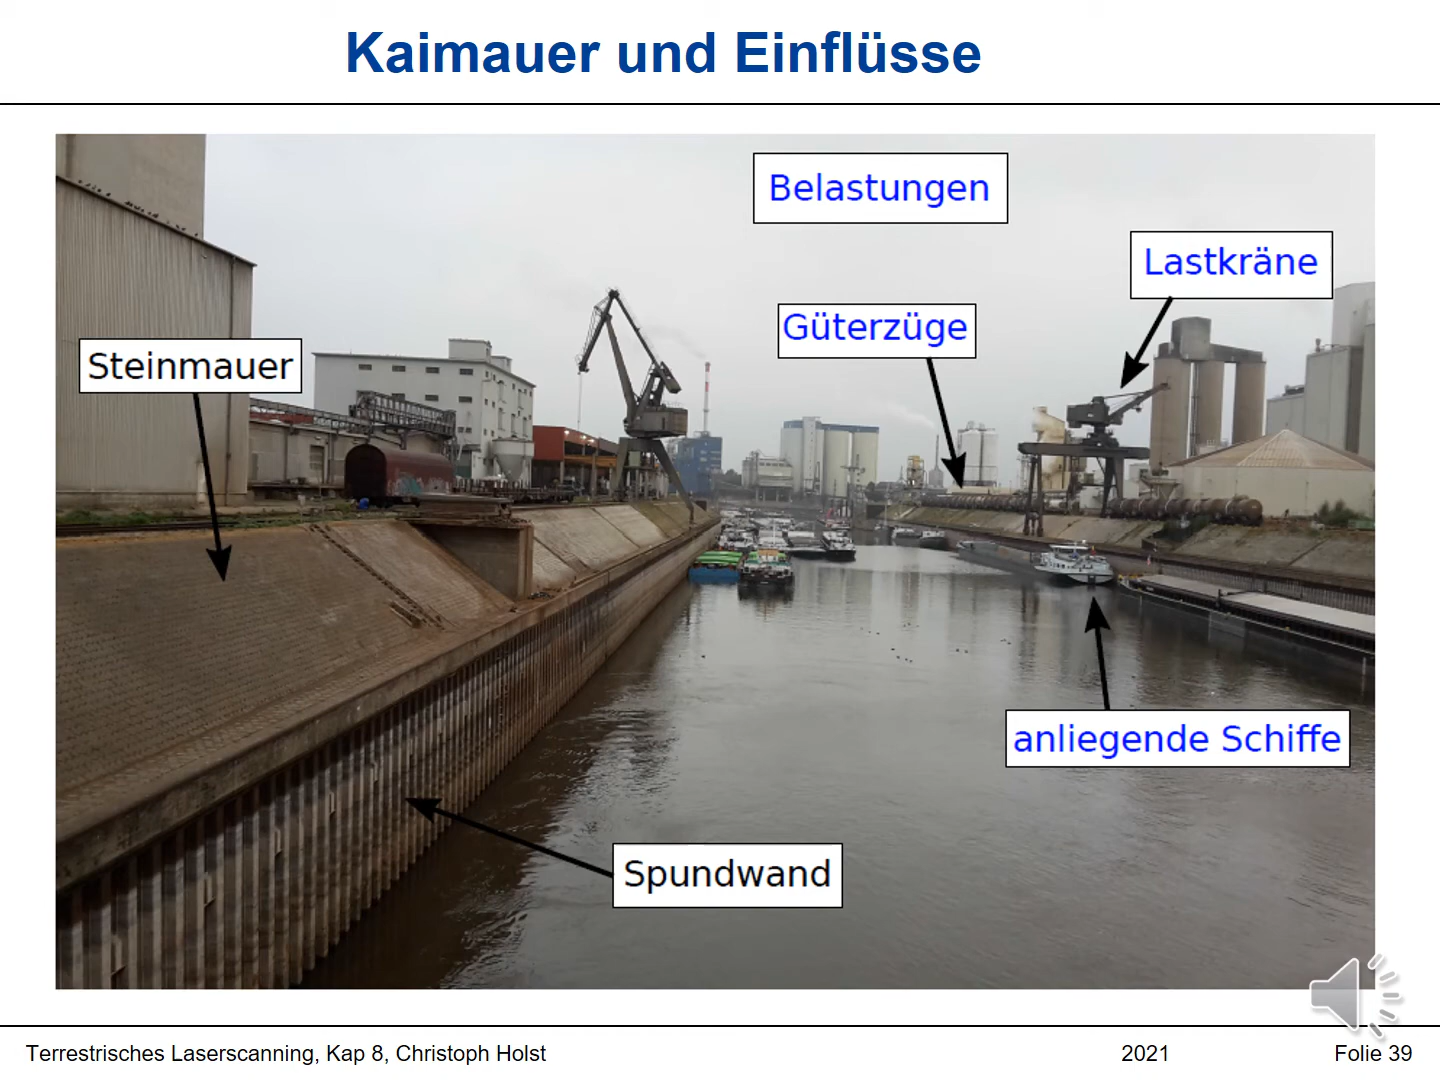 Kaimauer und Einflüsse
Belastungen
Lastkräne
Güterzüge
Steinmauer
anliegende Schiffe
Spundwand
Terrestrisches Laserscanning, Kap 8, Christoph Holst
2021
Folie 39